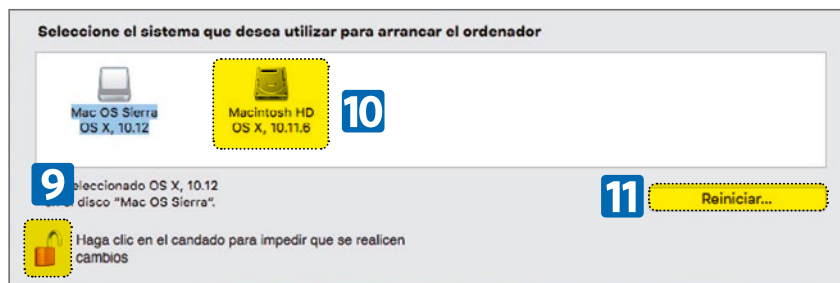 Seleccione el sistema que desea utilizar para arrancar el ordenador
Mac OS Sierra
OS X, 10.12
Macintosh HD
OS X, 10.11.6
10
9
eleccionado OS X, 10.12
el disco "Mac OS Sierra".
11
Reiniciar...
Haga clic en el candado para impedir que se realicen
cambios